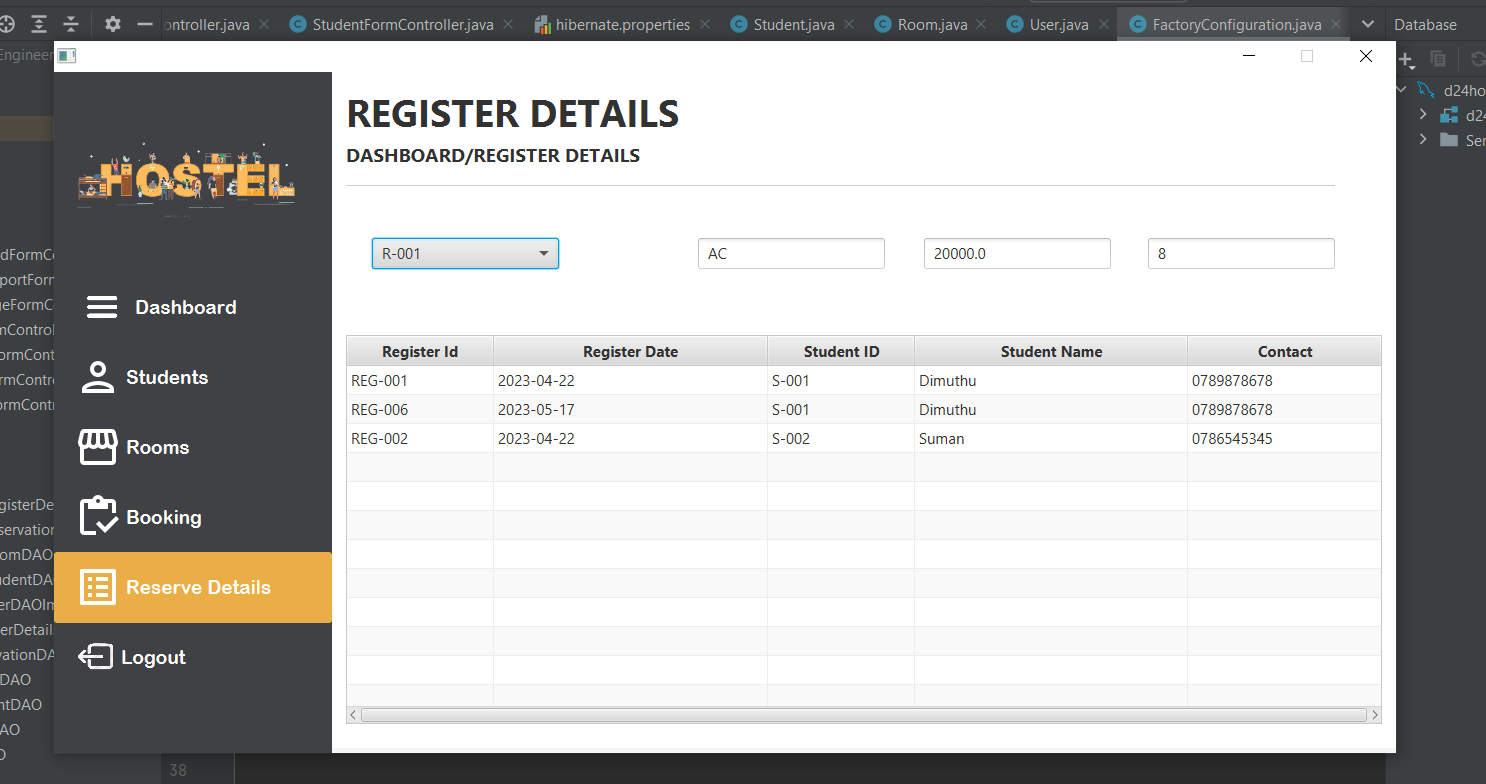 ontroller.java StudentFormController.java hibernate.properties Student.java Room.java User.java FactoryConfiguration.java Database
Engineer
d24ho
d24
Ser
REGISTER DETAILS
DASHBOARD/REGISTER DETAILS
HOSTEL
R-001 AC 20000.0 8
Dashboard
Students
Rooms
Booking
Reserve Details
Logout
Register Id Register Date Student ID Student Name Contact
REG-001 2023-04-22 S-001 Dimuthu 0789878678
REG-006 2023-05-17 S-001 Dimuthu 0789878678
REG-002 2023-04-22 S-002 Suman 0786545345
dFormCo
portForm
geFormC
mControl
ormCont
rmContro
ormContr
gisterDe
servation
omDAO
udentDA
erDAOIm
erDetail
vationDA
DAO
ntDAO
AO
O
38